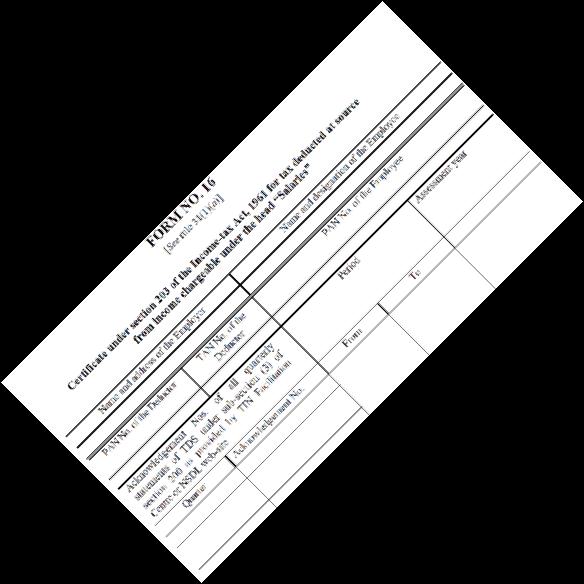 FORM NO. 16
[See rule 31(1)(a)]
Certificate under section 203 of the Income-tax Act, 1961 for tax deducted at source
from income chargeable under the head "Salaries"
Name and address of the Employer
Name and designation of the Employee
PAN No. of the Deductor
TAN No. of the
Deductor
PAN No. of the Employee
Acknowledgement Nos. of all quarterly
statements of TDS under sub-section (3) of
section 200 as provided by TIN Facilitation
Centre or NSDL web-site
Period
Assessment year
Quarter
Acknowledgement No.
From
To